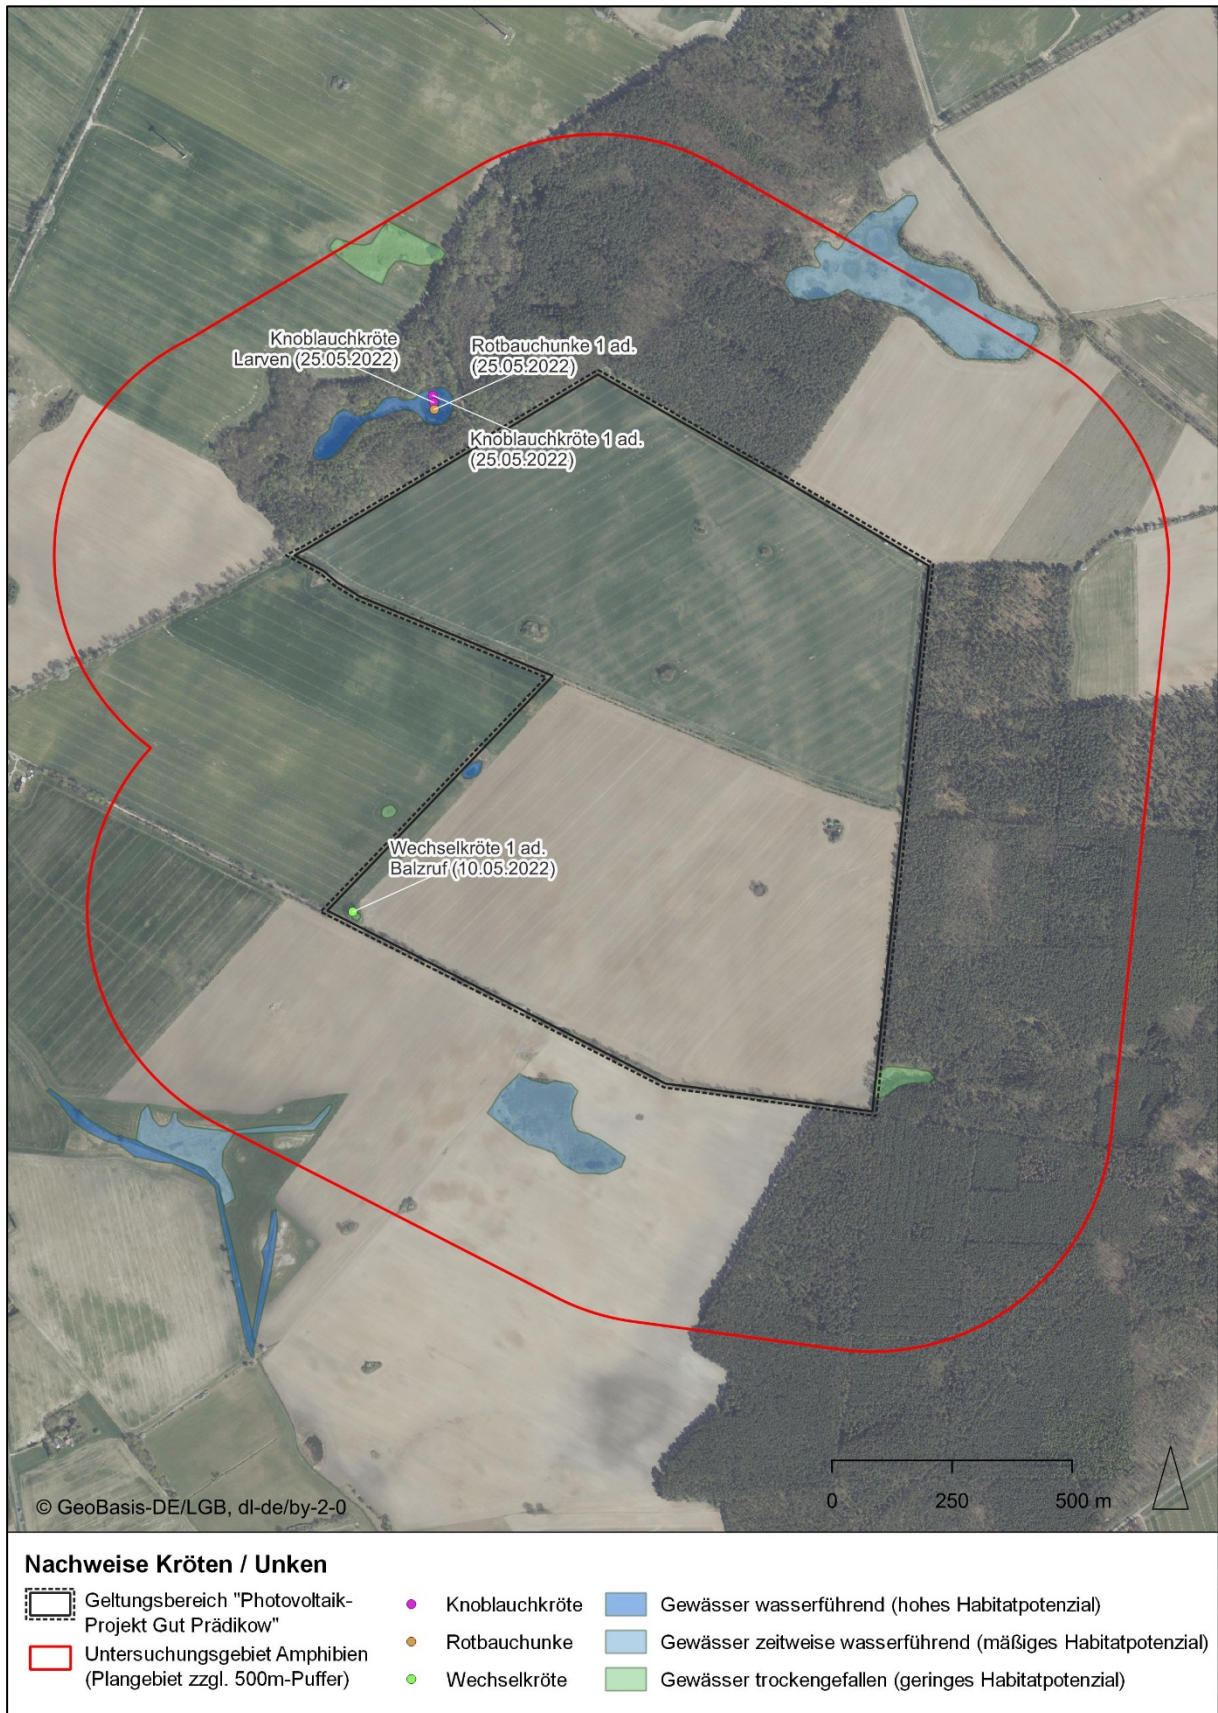 Knoblauchkröte
Larven (25.05.2022)
Rotbauchunke 1 ad.
(25.05.2022)
Knoblauchkröte 1 ad.
(25.05.2022)
Wechselkröte 1 ad.
Balzruf (10.05.2022)
0 250 500 m
© GeoBasis-DE/LGB, dl-de/by-2-0
Nachweise Kröten / Unken
Geltungsbereich "Photovoltaik-
Projekt Gut Prädikow"
Untersuchungsgebiet Amphibien
(Plangebiet zzgl. 500m-Puffer)
Knoblauchkröte
Rotbauchunke
Wechselkröte
Gewässer wasserführend (hohes Habitatpotenzial)
Gewässer zeitweise wasserführend (mäßiges Habitatpotenzial)
Gewässer trockengefallen (geringes Habitatpotenzial)